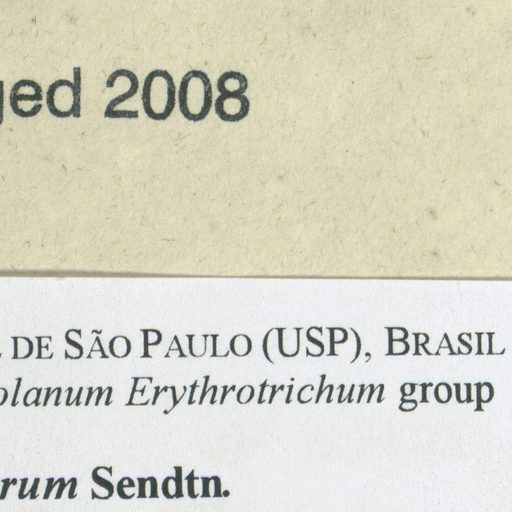 ged 2008
DE SÃO PAULO (USP), BRASIL
olanum Erythrotrichum group
rum Sendtn.